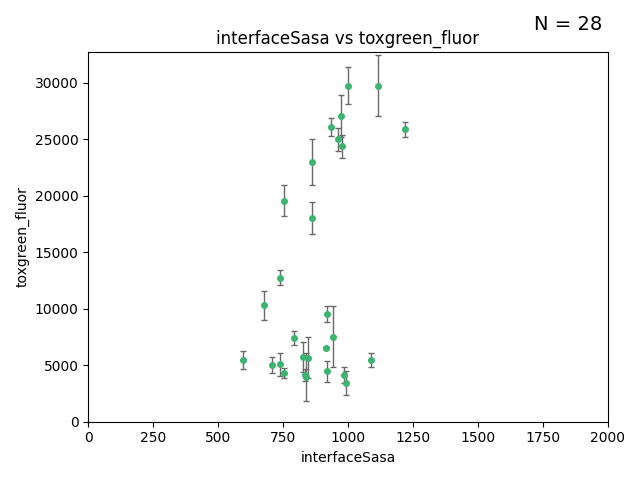 N = 28
interfaceSasa vs toxgreen_fluor
30000
25000
20000
15000
10000
5000
0
toxgreen_fluor
0 250 500 750 1000 1250 1500 1750 2000
interfaceSasa